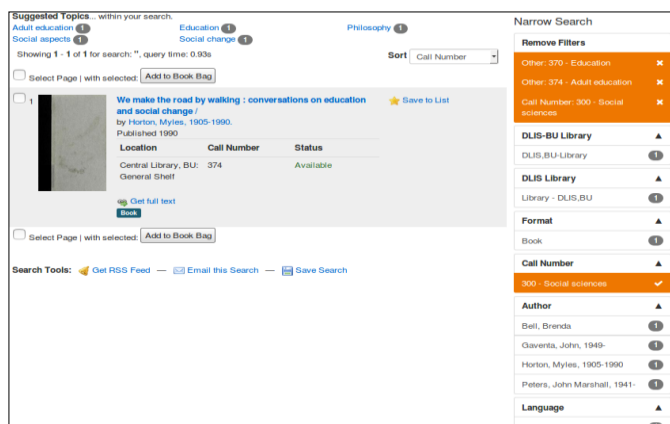 Suggested Topics... within your search.
Adult education 1 Education 1 Philosophy 1
Social aspects 1 Social change 1
Showing 1 - 1 of 1 for search: '', query time: 0.93s
Sort Call Number
Select Page | with selected: Add to Book Bag
1
We make the road by walking : conversations on education
and social change /
by Horton, Myles, 1905-1990.
Published 1990
Location Call Number Status
Central Library, BU: 374 Available
General Shelf
Get full text
Book
Save to List
Select Page | with selected: Add to Book Bag
Search Tools: Get RSS Feed — Email this Search — Save Search
Narrow Search
Remove Filters
Other: 370 - Education
Other: 374 - Adult education
Call Number: 300 - Social
sciences
DLIS-BU Library
DLIS,BU-Library 1
DLIS Library
Library - DLIS,BU 1
Format
Book 1
Call Number
300 - Social sciences
Author
Bell, Brenda 1
Gaventa, John, 1949- 1
Horton, Myles, 1905-1990 1
Peters, John Marshall, 1941- 1
Language